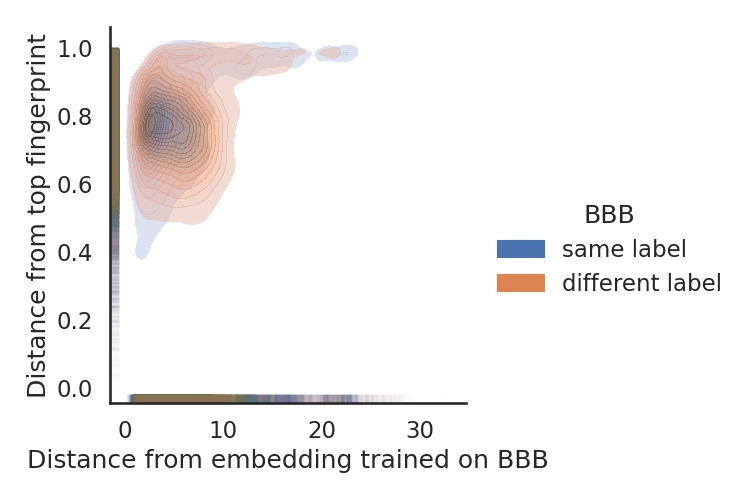 Distance from top fingerprint
1.0
0.8
0.6
0.4
0.2
0.0
0
10
20
30
Distance from embedding trained on BBB
BBB
same label
different label